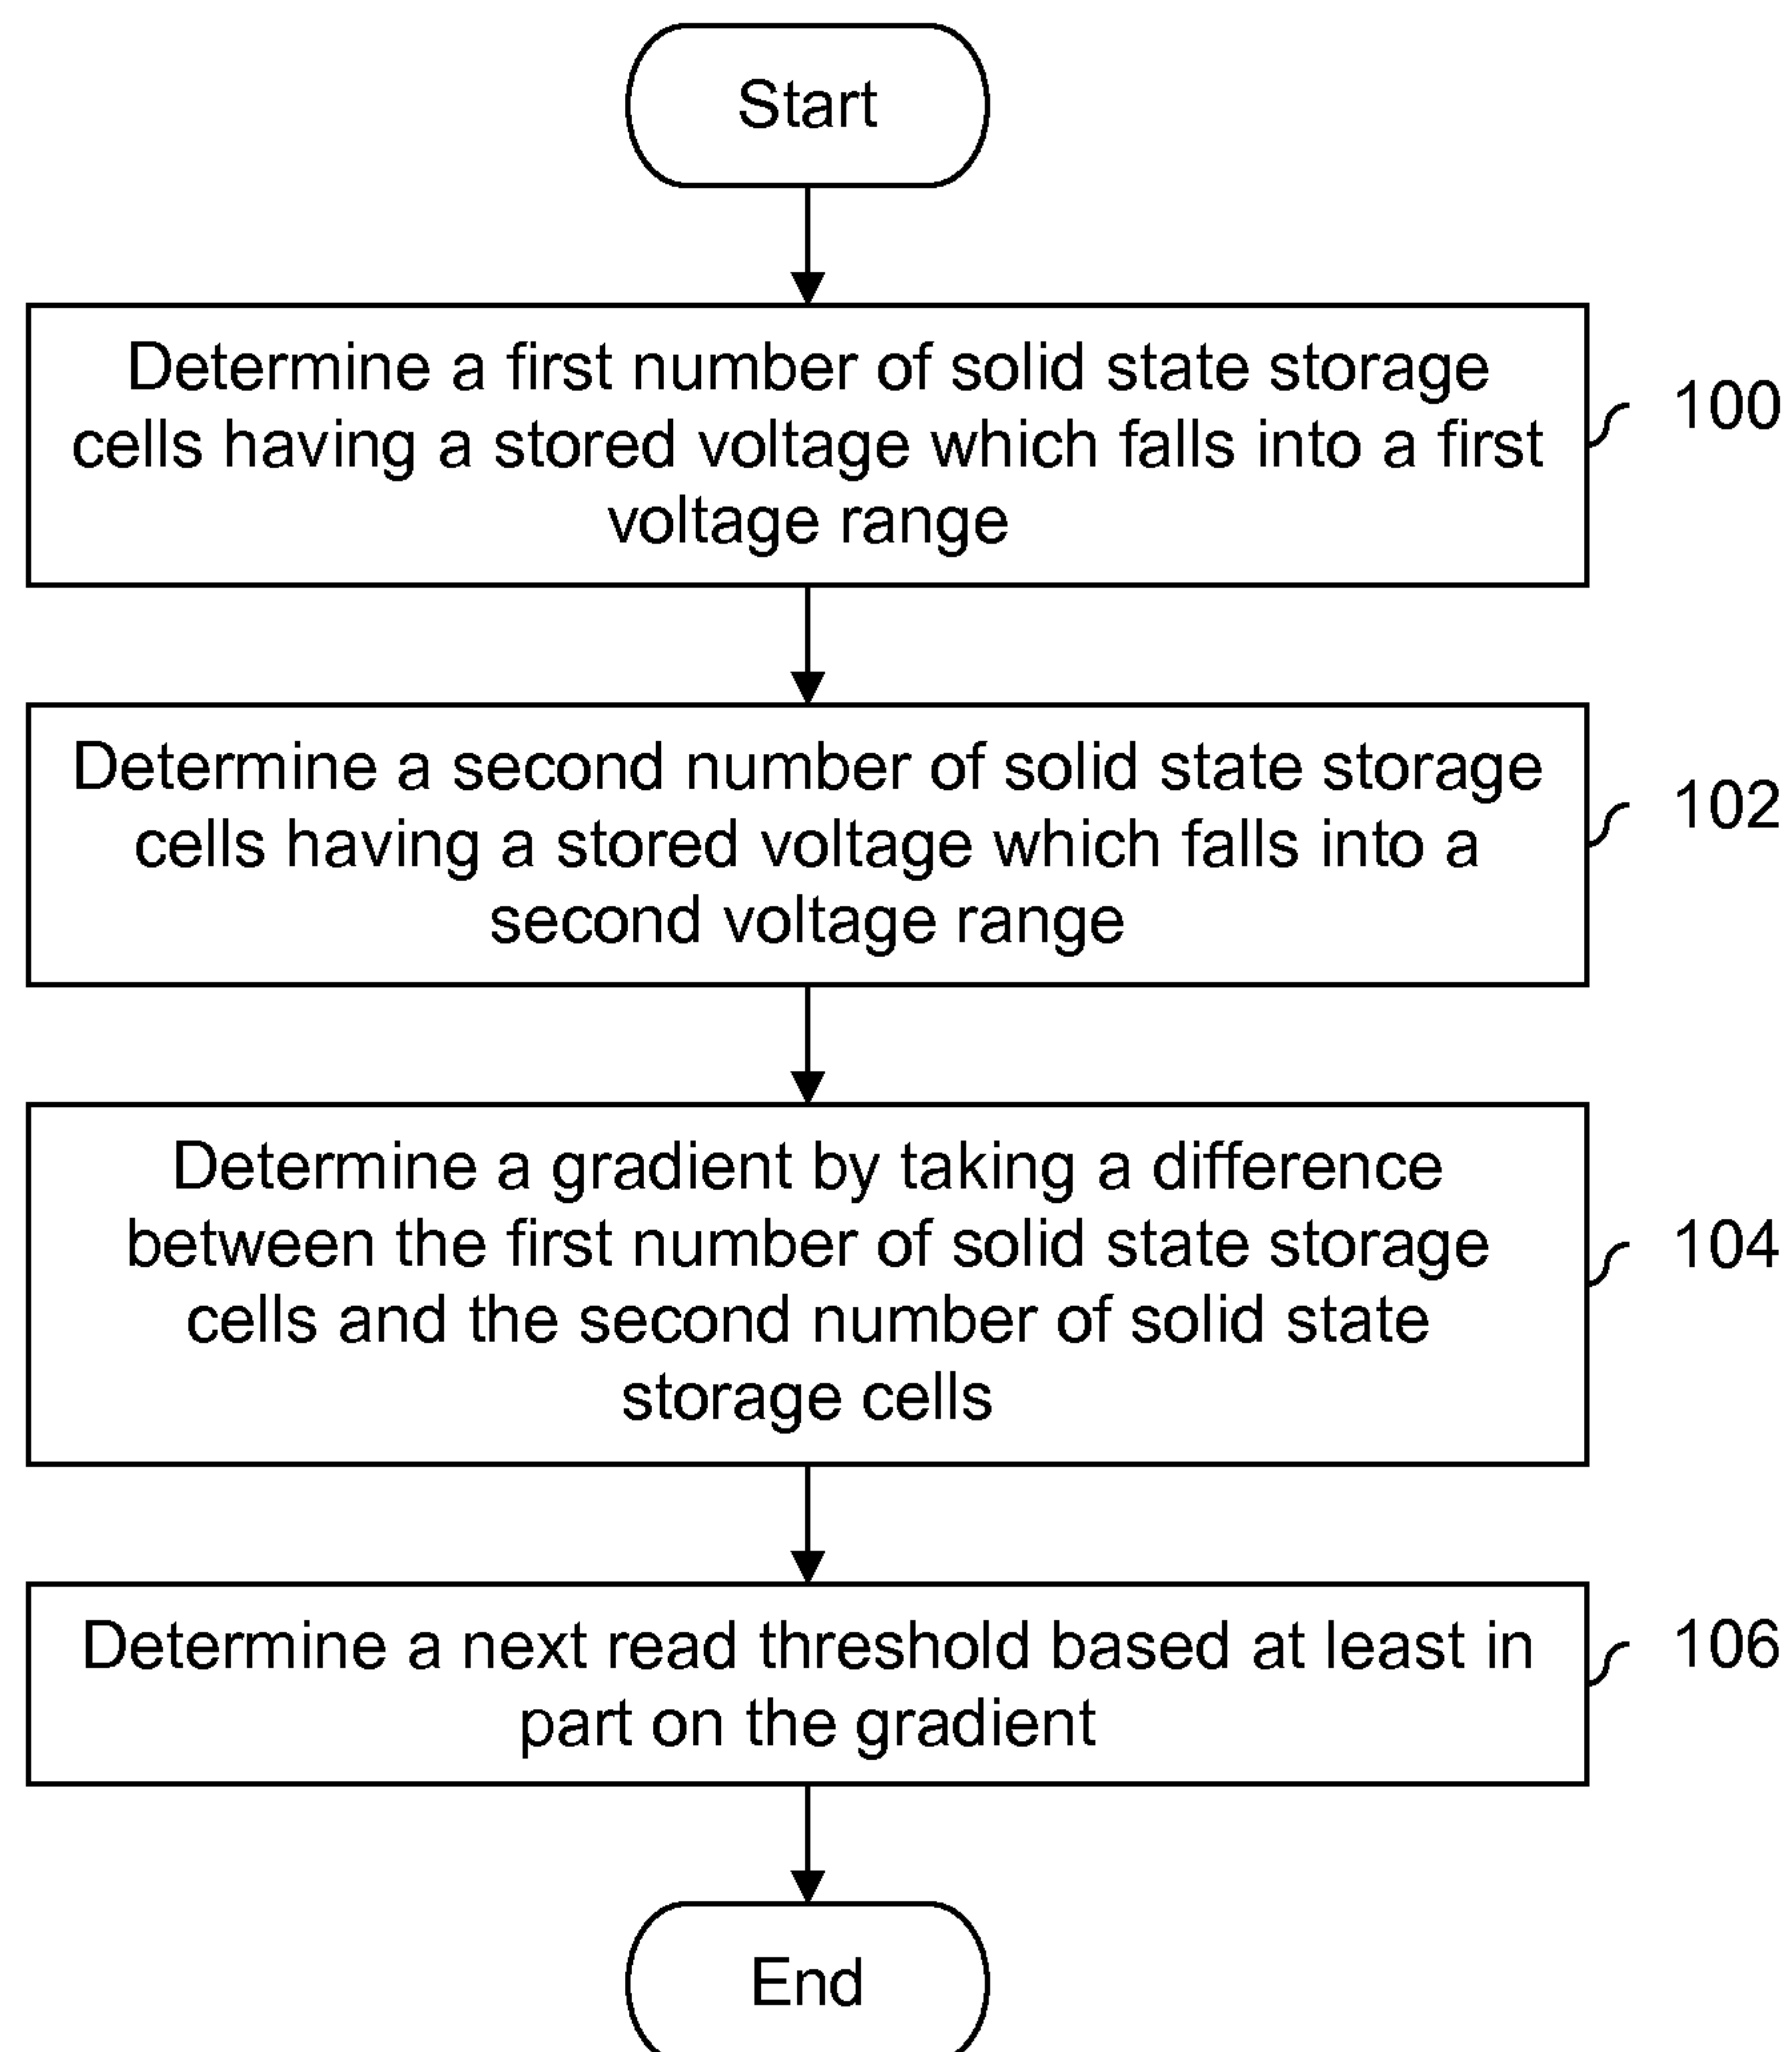 Start
Determine a first number of solid state storage
cells having a stored voltage which falls into a first
voltage range
100
Determine a second number of solid state storage
cells having a stored voltage which falls into a
second voltage range
102
Determine a gradient by taking a difference
between the first number of solid state storage
cells and the second number of solid state
storage cells
104
Determine a next read threshold based at least in
part on the gradient
106
End